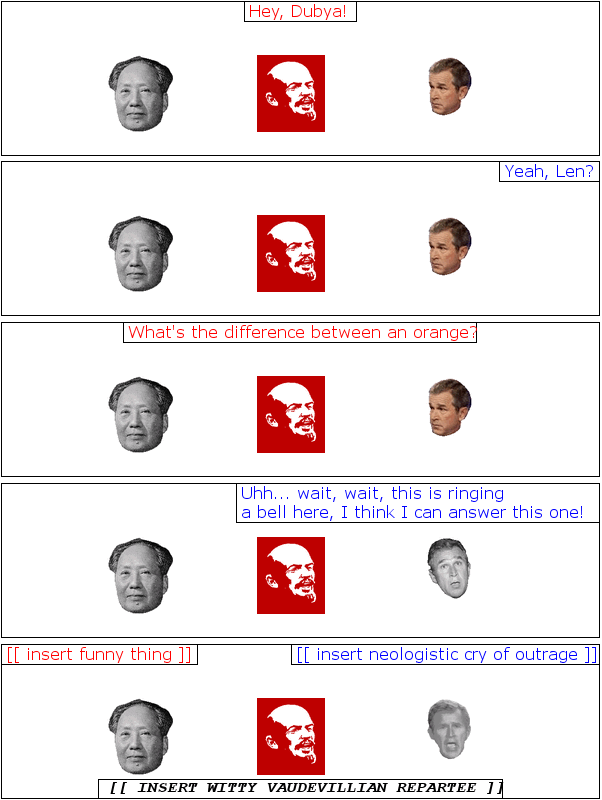 Hey, Dubya!
Yeah, Len?
What's the difference between an orange?
Uhh... wait, wait, this is ringing
a bell here, I think I can answer this one!
[[ insert funny thing ]]
[[ insert neologistic cry of outrage ]]
[[ INSERT WITTY VAUDEVILLIAN REPARTEE ]]